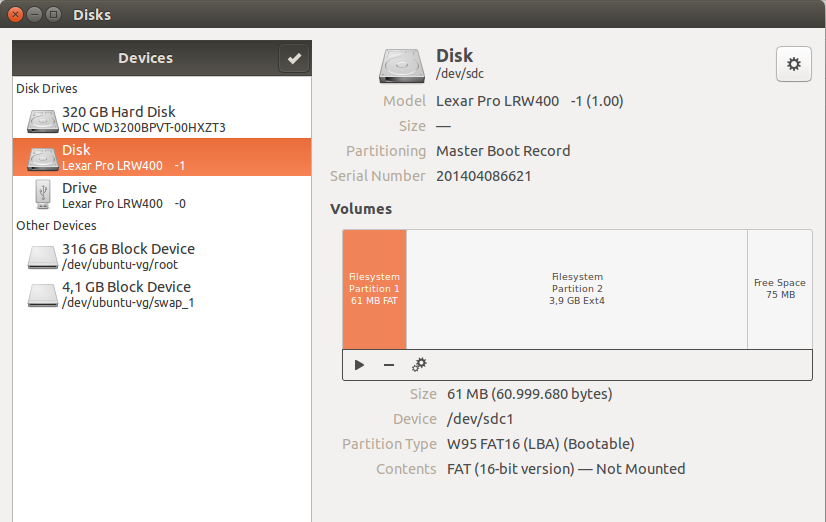 Disks
Devices
Disk Drives
320 GB Hard Disk
WDC WD3200BPVT-00HXZT3
Disk
Lexar Pro LRW400 -1
Drive
Lexar Pro LRW400 -0
Other Devices
316 GB Block Device
/dev/ubuntu-vg/root
4,1 GB Block Device
/dev/ubuntu-vg/swap_1
Disk
/dev/sdc
Model Lexar Pro LRW400 -1 (1.00)
Size —
Partitioning Master Boot Record
Serial Number 201404086621
Volumes
Filesystem
Partition 1
61 MB FAT
Filesystem
Partition 2
3,9 GB Ext4
Free Space
75 MB
Size 61 MB (60.999.680 bytes)
Device /dev/sdc1
Partition Type W95 FAT16 (LBA) (Bootable)
Contents FAT (16-bit version) — Not Mounted